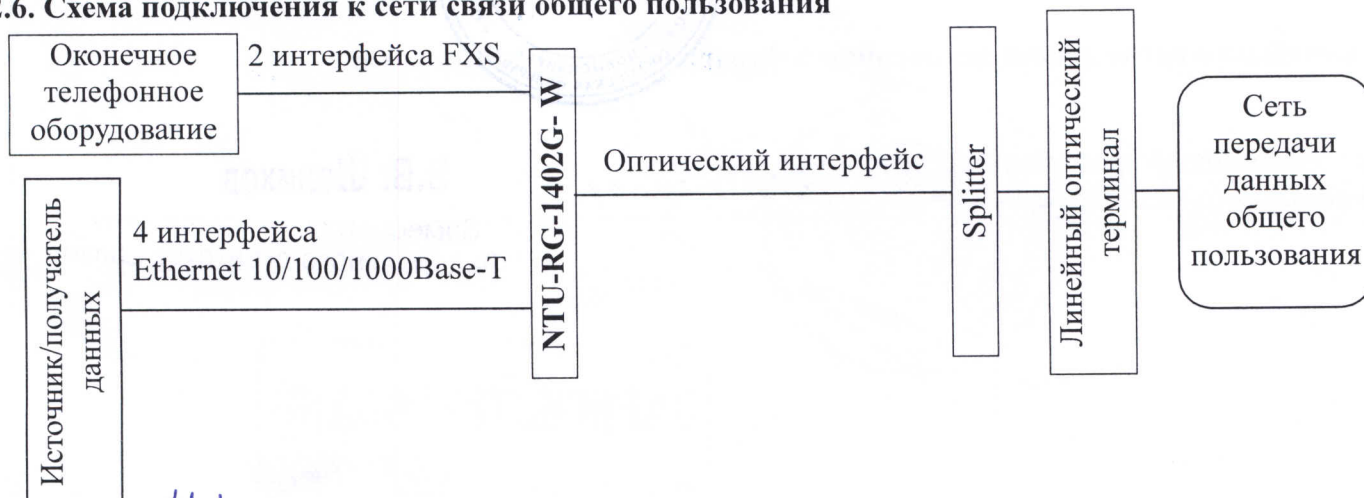 2.6. Схема подключения к сети связи общего пользования
Оконечное
телефонное
оборудование
2 интерфейса FXS
Источник/получатель
данных
4 интерфейса
Ethernet 10/100/1000Base-T
NTU-RG-1402G- W
Оптический интерфейс
Splitter
Линейный оптический
терминал
Сеть
передачи
данных
общего
пользования